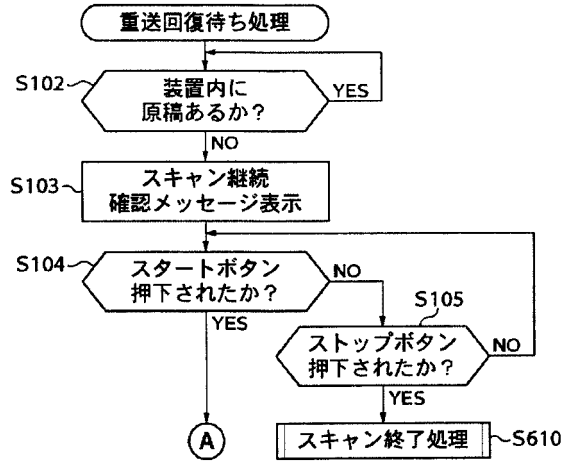 重送回復待ち処理
S102
装置内に
原稿あるか？
YES
NO
S103
スキャン継続
確認メッセージ表示
S104
スタートボタン
押下されたか？
NO
YES
S105
ストップボタン
押下されたか？
NO
YES
A
スキャン終了処理
S610